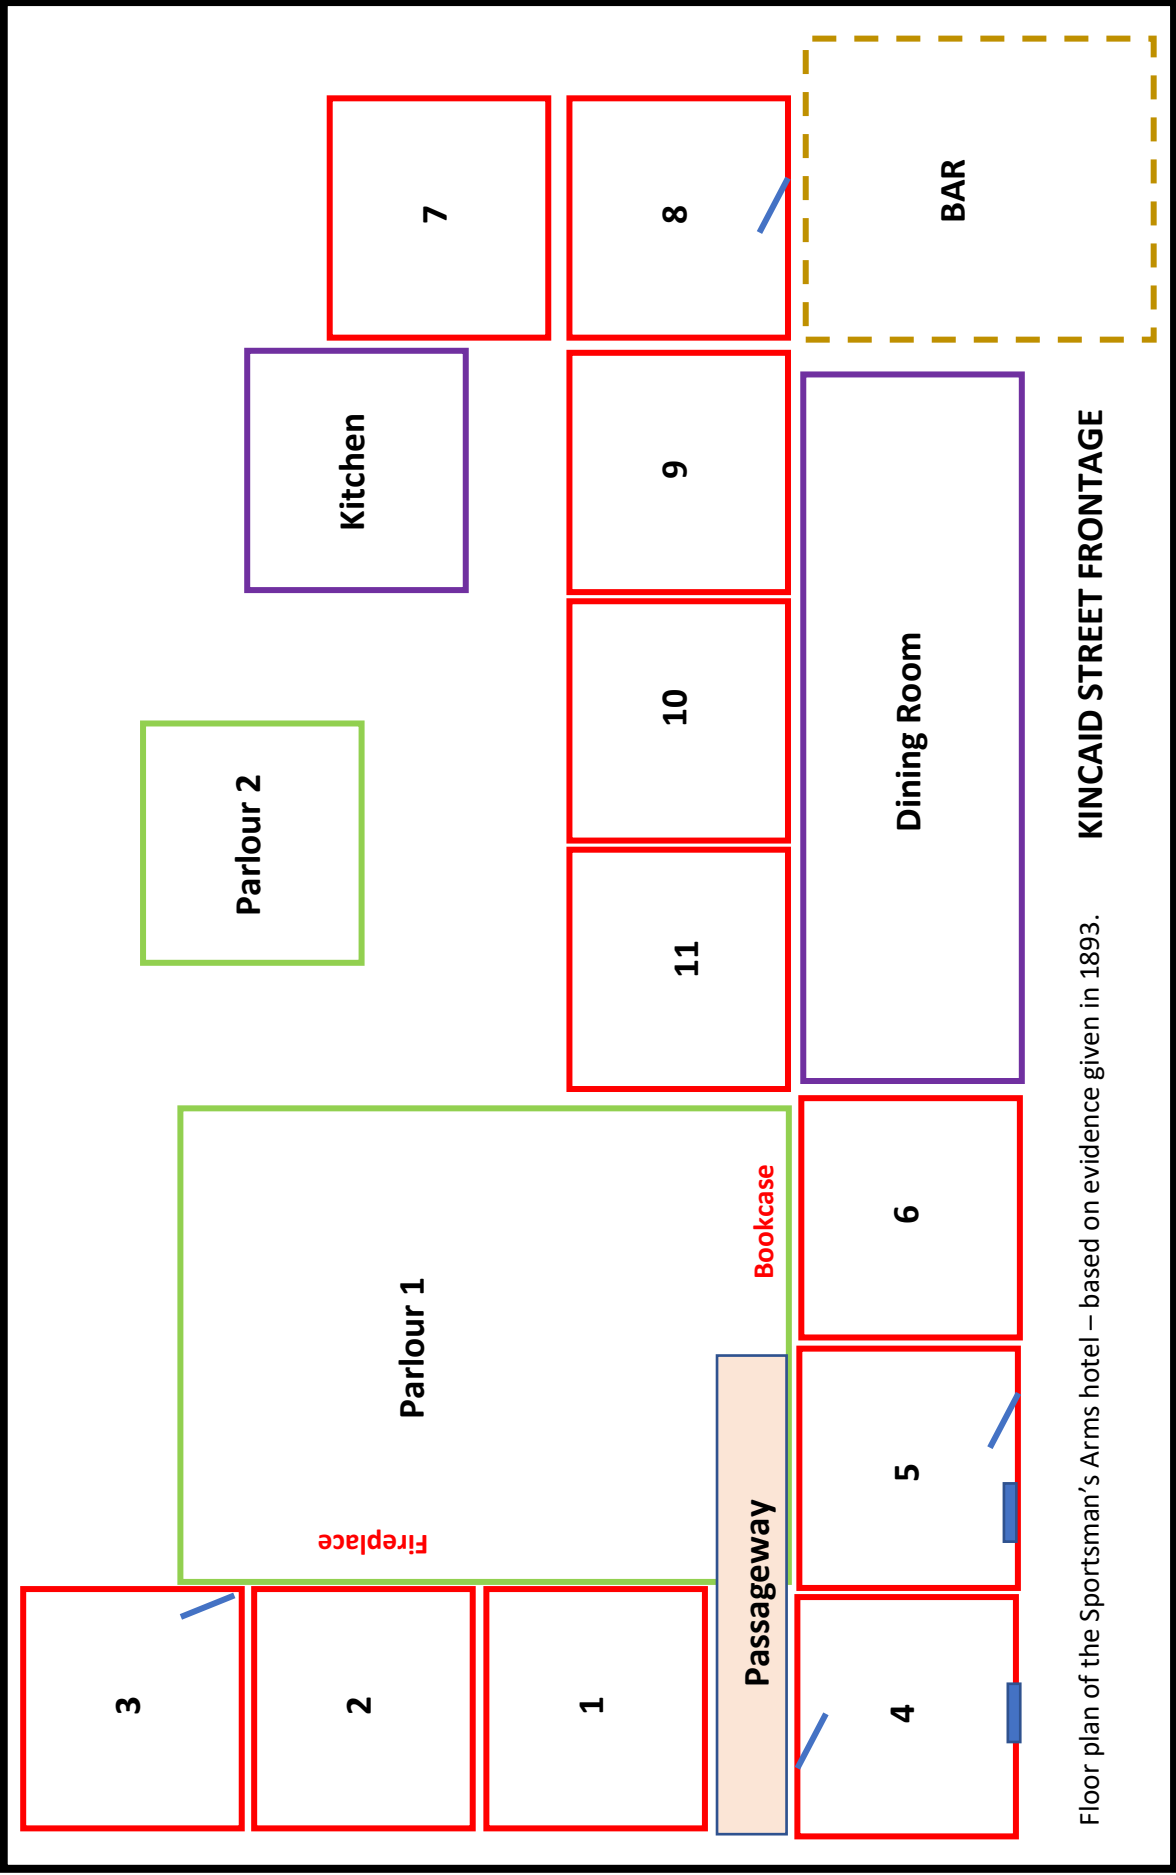 3
Parlour 2
Kitchen
2
Fireplace
Parlour 1
7
1
11
10
9
8
Passageway
Bookcase
4
5
6
Dining Room
BAR
Floor plan of the Sportsman’s Arms hotel – based on evidence given in 1893.
KINCAID STREET FRONTAGE